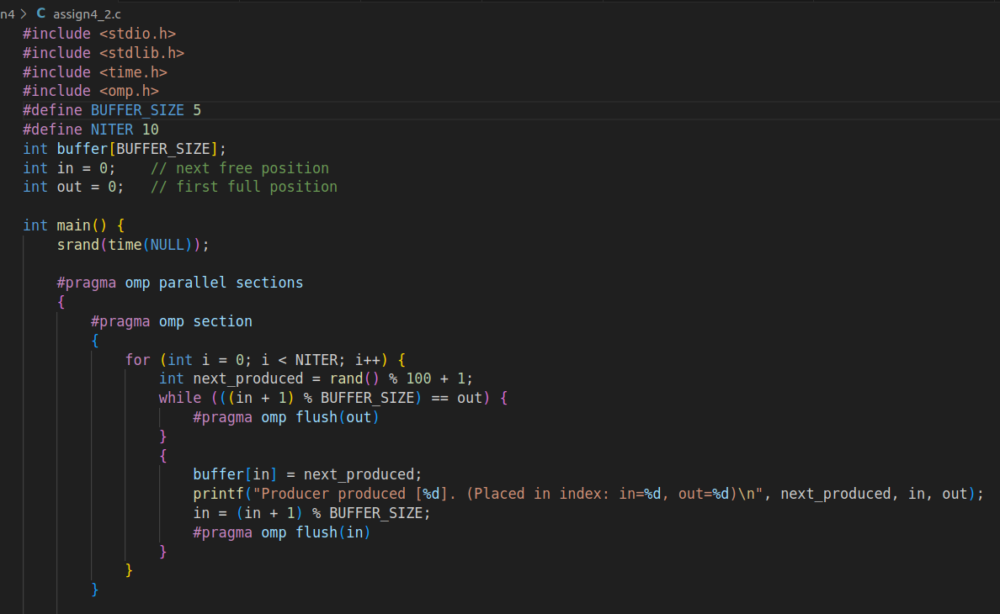 n4 > C assign4_2.c
#include <stdio.h>
#include <stdlib.h>
#include <time.h>
#include <omp.h>
#define BUFFER_SIZE 5
#define NITER 10
int buffer[BUFFER_SIZE];
int in = 0;    // next free position
int out = 0;   // first full position

int main() {
    srand(time(NULL));

    #pragma omp parallel sections
    {
        #pragma omp section
        {
            for (int i = 0; i < NITER; i++) {
                int next_produced = rand() % 100 + 1;
                while (((in + 1) % BUFFER_SIZE) == out) {
                    #pragma omp flush(out)
                }
                {
                    buffer[in] = next_produced;
                    printf("Producer produced [%d]. (Placed in index: in=%d, out=%d)\n", next_produced, in, out);
                    in = (in + 1) % BUFFER_SIZE;
                    #pragma omp flush(in)
                }
            }
        }